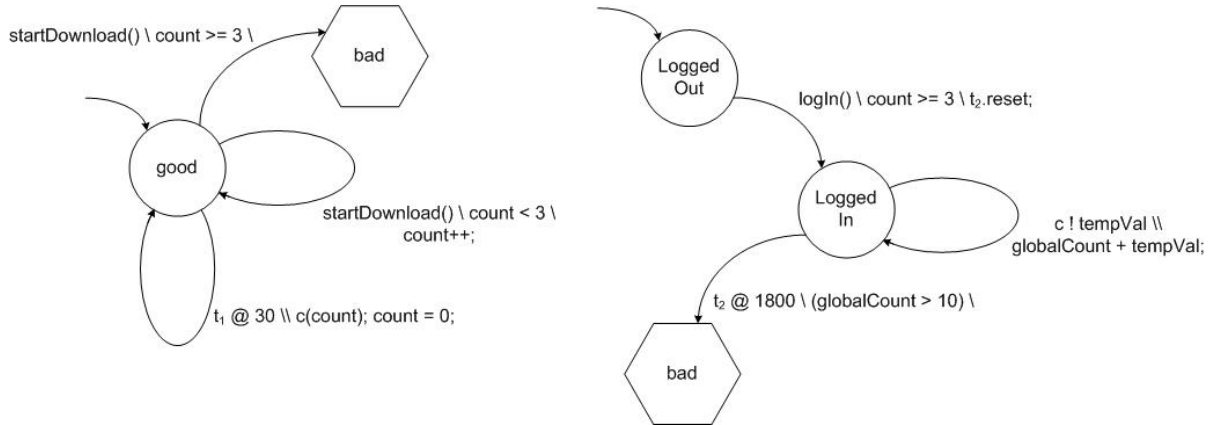 startDownload() \ count >= 3 \
bad
good
startDownload() \ count < 3 \
count++;
t₁ @ 30 \\ c(count); count = 0;
Logged
Out
logIn() \ count >= 3 \ t₂.reset;
Logged
In
c ! tempVal \\
globalCount + tempVal;
t₂ @ 1800 \ (globalCount > 10) \
bad